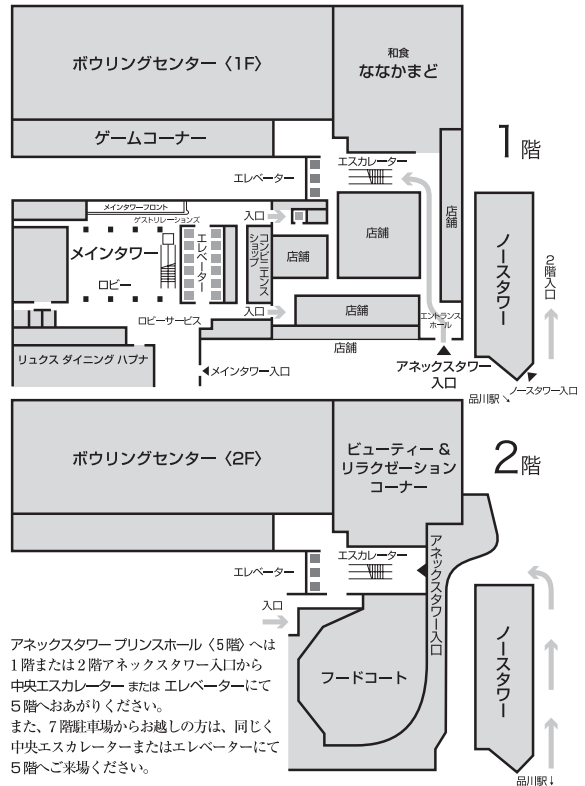 ボウリングセンター〈1F〉
和食
ななかまど
1階
ゲームコーナー
エスカレーター
エレベーター
メインタワーフロント
ゲストリレーションズ
入口
店舗
メインタワー
エレベーター
コンビニエンス
ショップ
店舗
店舗
ノースタワー
2階入口
ロビー
入口
店舗
エントランス
ホール
ロビーサービス
店舗
リュクス ダイニング ハプナ
メインタワー入口
アネックスタワー
入口
ノースタワー入口
品川駅↘
ボウリングセンター〈2F〉
ビューティー &
リラクゼーション
コーナー
2階
エスカレーター
エレベーター
アネックスタワー入口
入口
フードコート
ノースタワー
品川駅↓
アネックスタワー プリンスホール〈5階〉へは
1階または2階アネックスタワー入口から
中央エスカレーター または エレベーターにて
5階へおあがりください。
また、7階駐車場からお越しの方は、同じく
中央エスカレーターまたはエレベーターにて
5階へご来場ください。